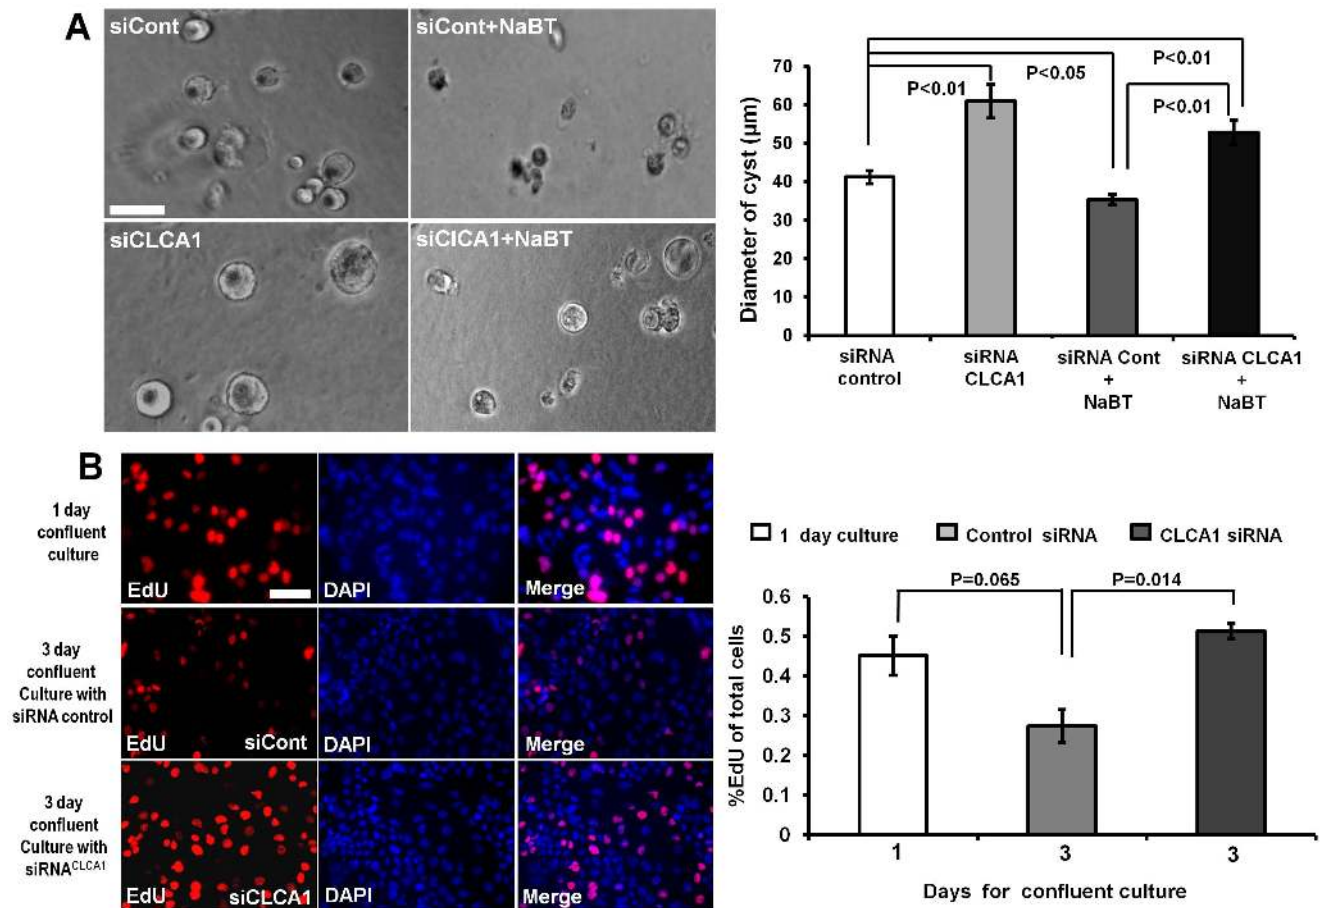 A
siCont
siCont+NaBT
siCLCA1
siClCA1+NaBT
P<0.01
P<0.05
P<0.01
P<0.01
Diameter of cyst (µm)
70
60
50
40
30
20
10
0
siRNA
control
siRNA
CLCA1
siRNA Cont
+
NaBT
siRNA CLCA1
+
NaBT
B
1 day
confluent
culture
EdU
DAPI
Merge
3 day
confluent
Culture with
siRNA control
EdU
siCont
DAPI
Merge
3 day
confluent
Culture with
siRNACLCA1
EdU
siCLCA1
DAPI
Merge
1 day culture
Control siRNA
CLCA1 siRNA
P=0.065
P=0.014
%EdU of total cells
0.6
0.5
0.4
0.3
0.2
0.1
0
1
3
3
Days for confluent culture